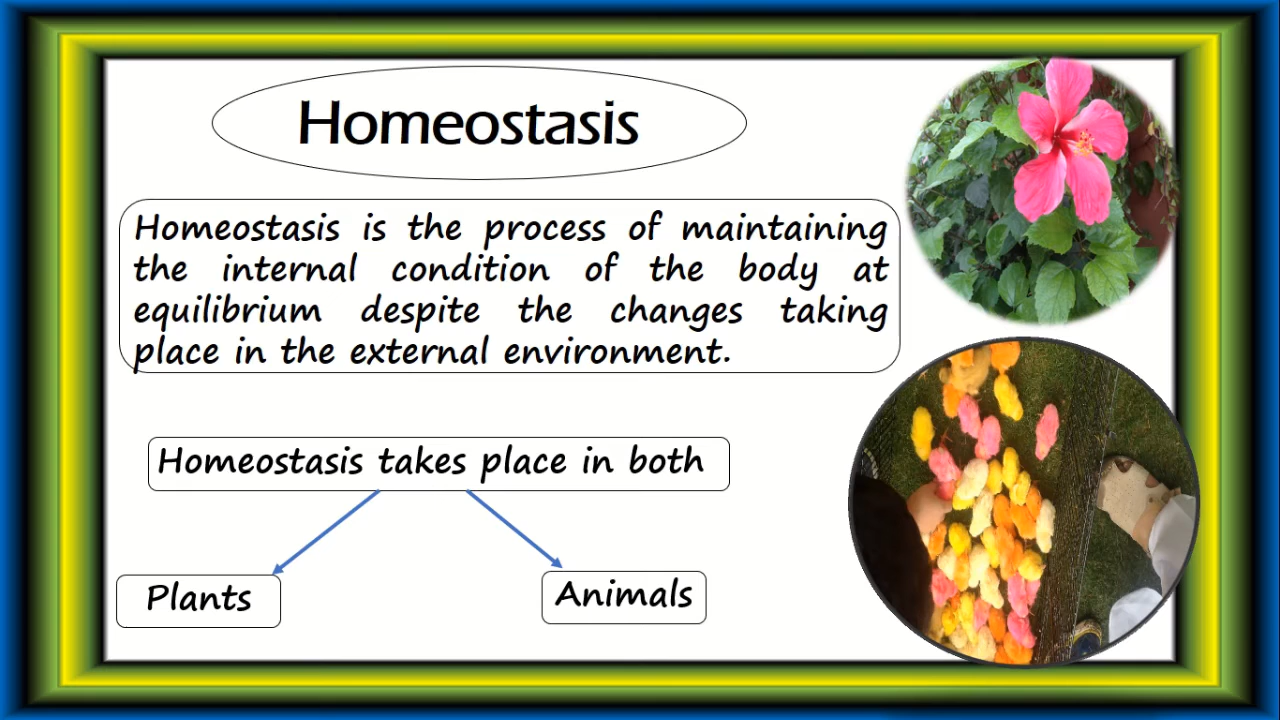 Homeostasis
Homeostasis is the process of maintaining
the internal condition of the body at
equilibrium despite the changes taking
place in the external environment.
Homeostasis takes place in both
Plants
Animals